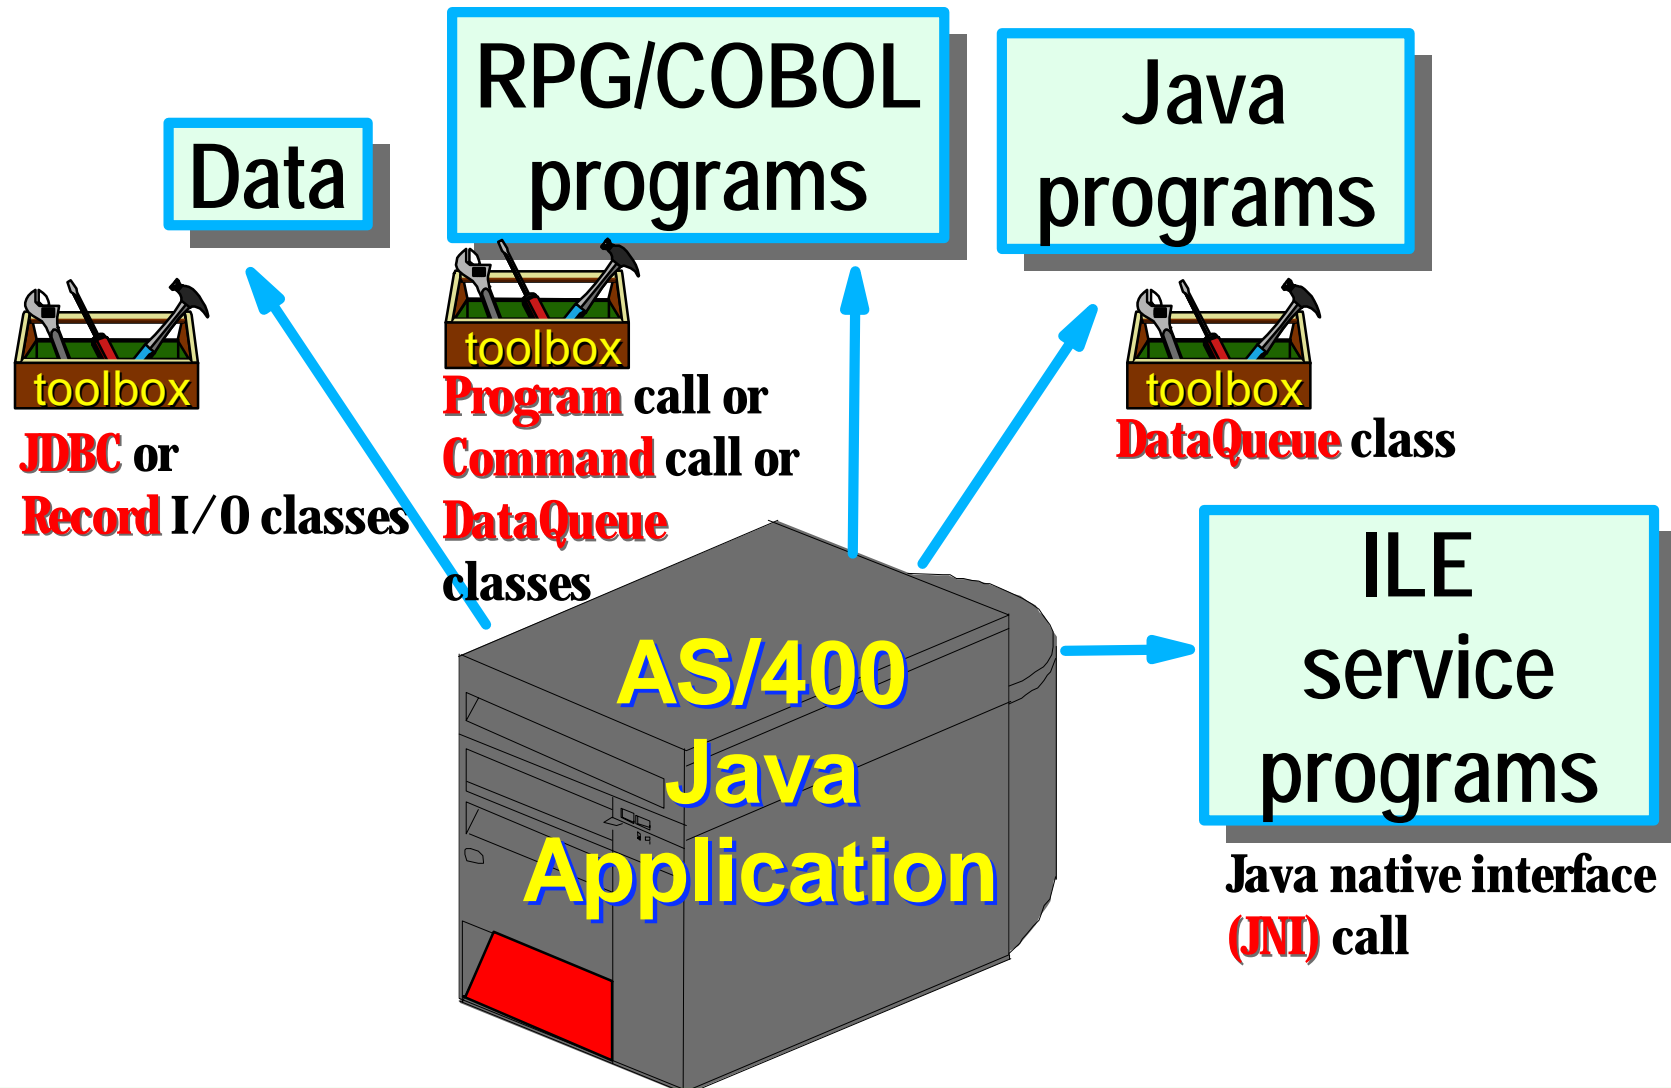 Data
toolbox
JDBC or
Record I/O classes
RPG/COBOL
programs
toolbox
Program call or
Command call or
DataQueue
classes
Java
programs
toolbox
DataQueue class
ILE
service
programs
Java native interface
(JNI) call
AS/400
Java
Application